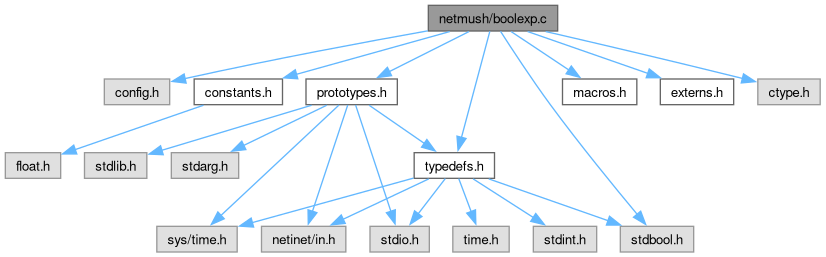 netmush/boolexp.c
config.h
constants.h
prototypes.h
macros.h
externs.h
ctype.h
float.h
stdlib.h
stdarg.h
typedefs.h
sys/time.h
netinet/in.h
stdio.h
time.h
stdint.h
stdbool.h